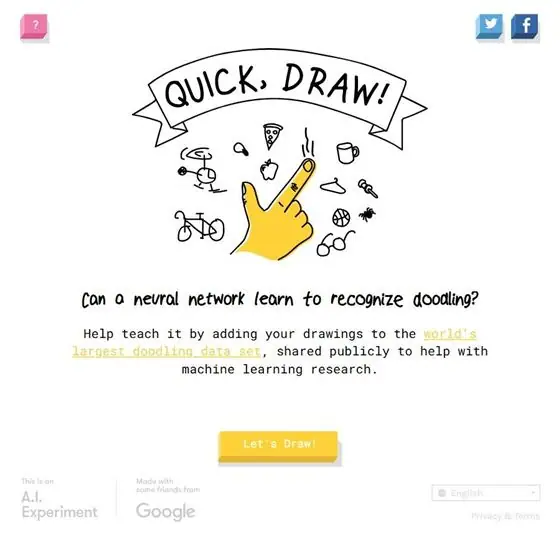 ?
QUICK, DRAW!
Can a neural network learn to recognize doodling?
Help teach it by adding your drawings to the world's
largest doodling data set, shared publicly to help with
machine learning research.
Let's Draw!
This is an
A.I.
Experiment
Made with
some friends from
Google
English
Privacy & Terms